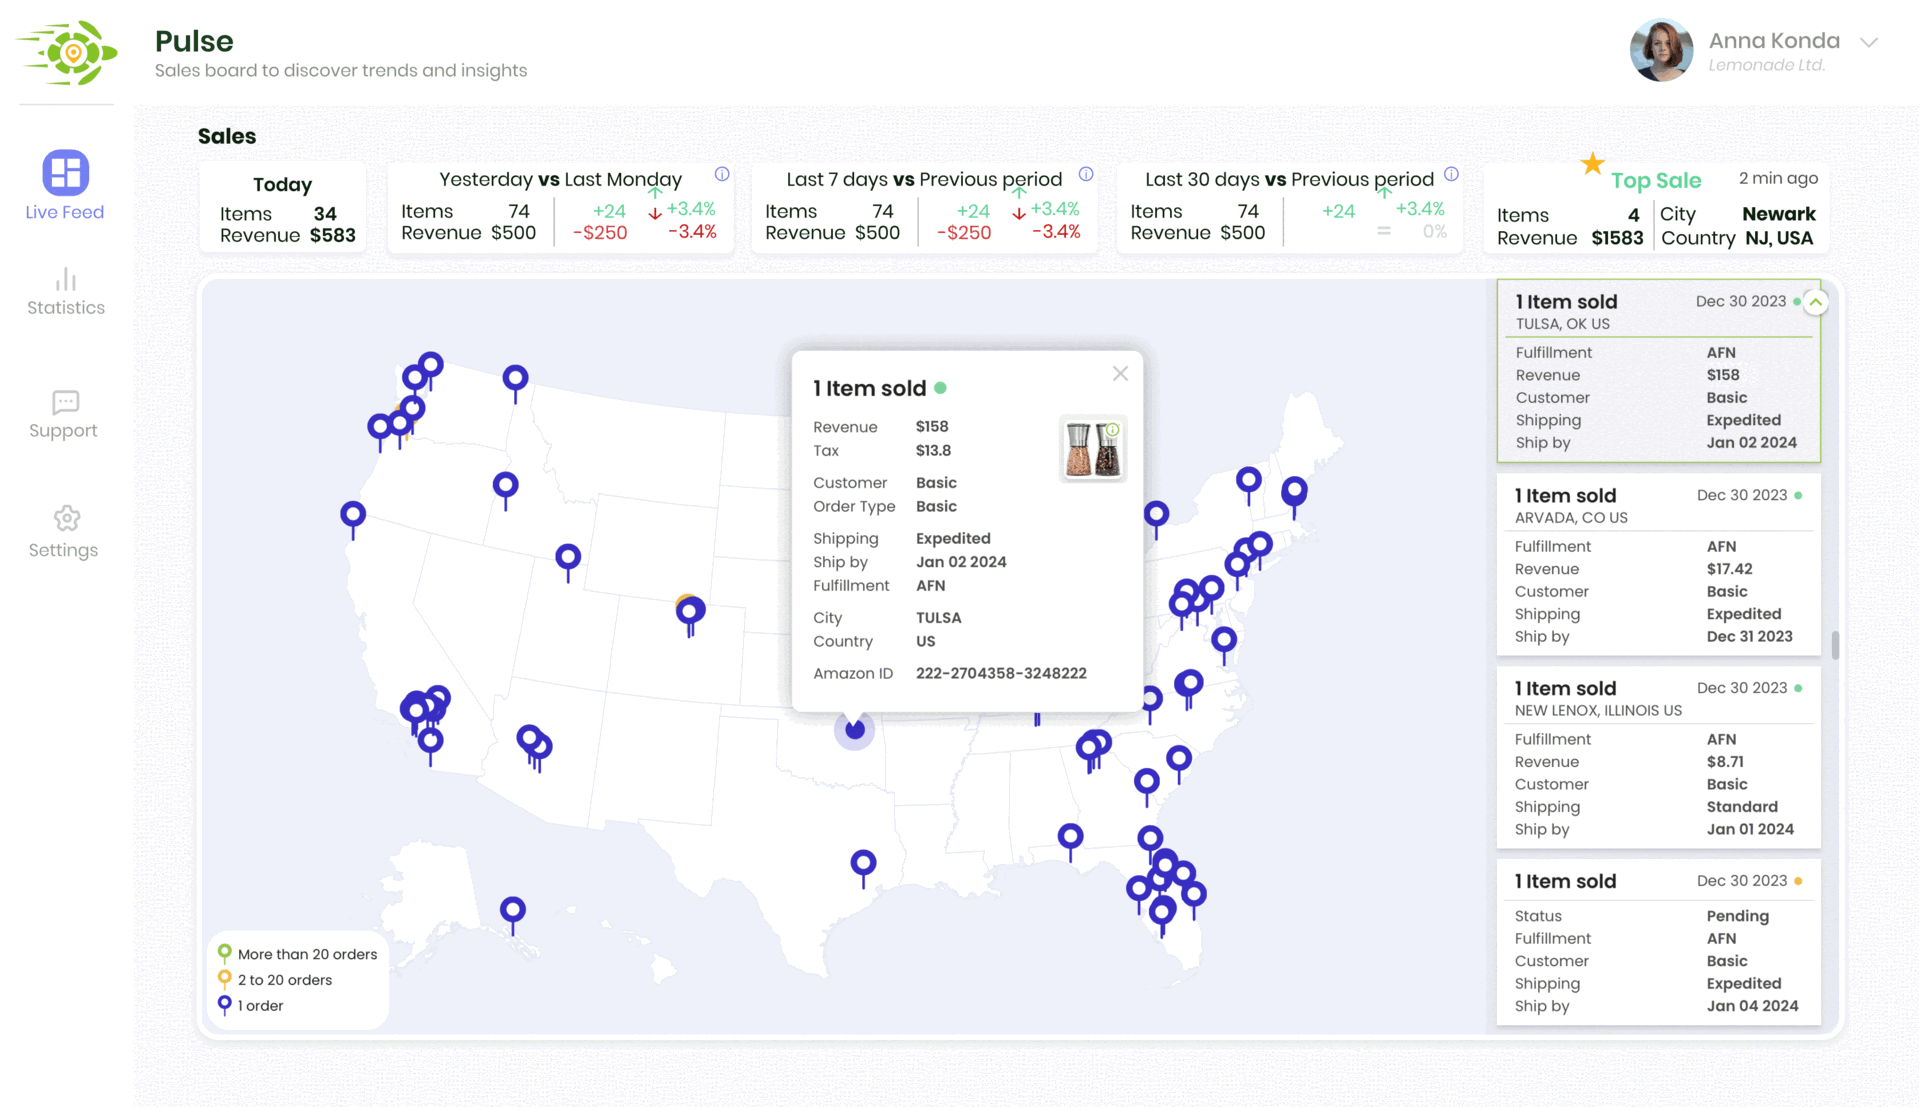 Pulse
Sales board to discover trends and insights
Anna Konda
Lemonade Ltd.
Live Feed
Statistics
Support
Settings
Sales
Today
Items 34
Revenue $583
Yesterday vs Last Monday
Items 74 +24 +3.4%
Revenue $500 -$250 -3.4%
Last 7 days vs Previous period
Items 74 +24 +3.4%
Revenue $500 -$250 -3.4%
Last 30 days vs Previous period
Items 74 +24 +3.4%
Revenue $500 = 0%
Top Sale 2 min ago
Items 4 City Newark
Revenue $1583 Country NJ, USA
1 Item sold
Revenue $158
Tax $13.8
Customer Basic
Order Type Basic
Shipping Expedited
Ship by Jan 02 2024
Fulfillment AFN
City TULSA
Country US
Amazon ID 222-2704358-3248222
More than 20 orders
2 to 20 orders
1 order
1 Item sold Dec 30 2023
TULSA, OK US
Fulfillment AFN
Revenue $158
Customer Basic
Shipping Expedited
Ship by Jan 02 2024
1 Item sold Dec 30 2023
ARVADA, CO US
Fulfillment AFN
Revenue $17.42
Customer Basic
Shipping Expedited
Ship by Dec 31 2023
1 Item sold Dec 30 2023
NEW LENOX, ILLINOIS US
Fulfillment AFN
Revenue $8.71
Customer Basic
Shipping Standard
Ship by Jan 01 2024
1 Item sold Dec 30 2023
Status Pending
Fulfillment AFN
Customer Basic
Shipping Expedited
Ship by Jan 04 2024